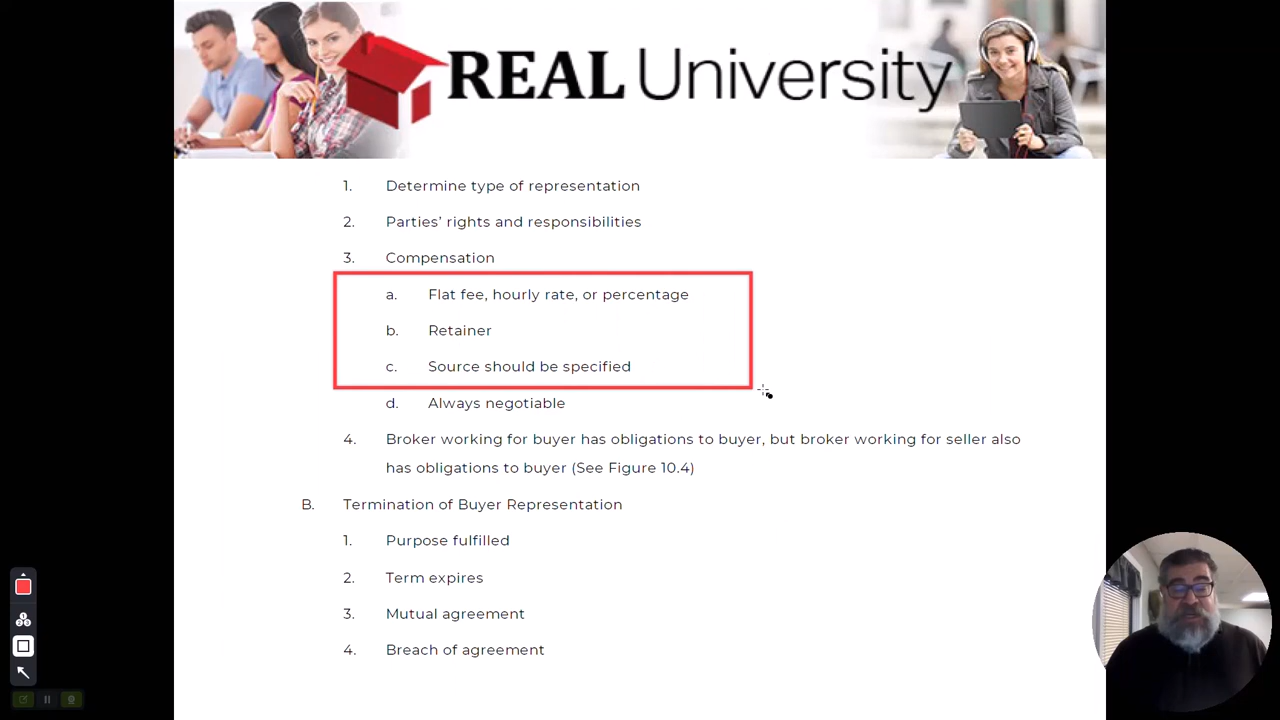 REAL University
1. Determine type of representation
2. Parties’ rights and responsibilities
3. Compensation
a. Flat fee, hourly rate, or percentage
b. Retainer
c. Source should be specified
d. Always negotiable
4. Broker working for buyer has obligations to buyer, but broker working for seller also
has obligations to buyer (See Figure 10.4)
B. Termination of Buyer Representation
1. Purpose fulfilled
2. Term expires
3. Mutual agreement
4. Breach of agreement